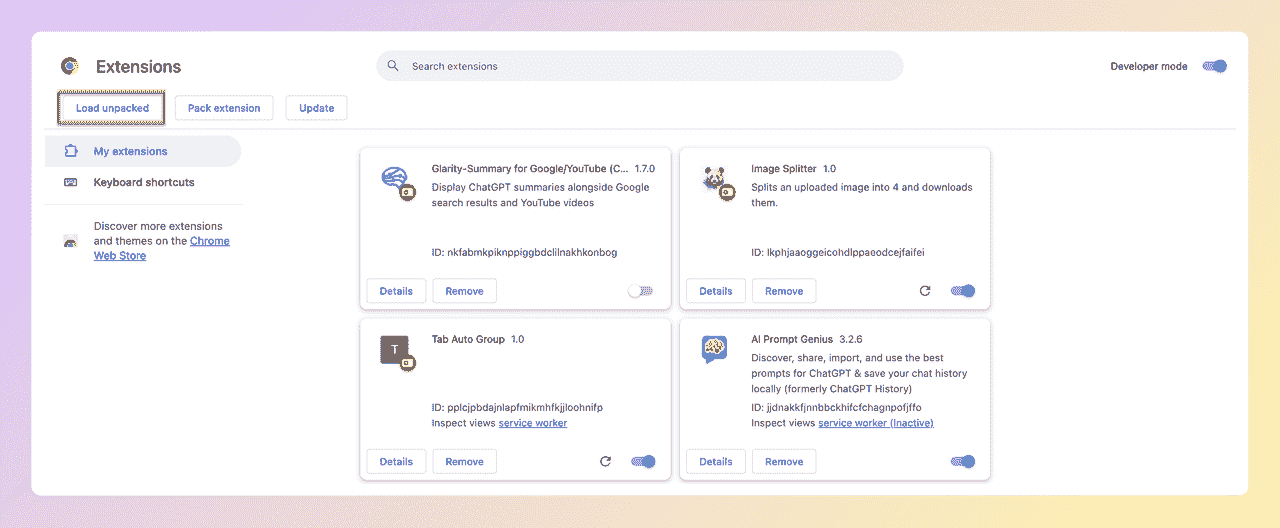 Extensions
Search extensions
Developer mode
Load unpacked
Pack extension
Update
My extensions
Keyboard shortcuts
Discover more extensions
and themes on the Chrome
Web Store
Glarity-Summary for Google/YouTube (C... 1.7.0
Display ChatGPT summaries alongside Google
search results and YouTube videos
ID: nkfabmkpiknppiggbdclilnakhkonbog
Details
Remove
Image Splitter 1.0
Splits an uploaded image into 4 and downloads
them.
ID: lkphjaaoggeicohdlppaeodcejfaifei
Details
Remove
T
Tab Auto Group 1.0
ID: pplcjpbdajnlapfmikmhfkjjloohnifp
Inspect views service worker
Details
Remove
AI Prompt Genius 3.2.6
Discover, share, import, and use the best
prompts for ChatGPT & save your chat history
locally (formerly ChatGPT History)
ID: jjdnakkfjnnbbckhifcfchagnpofjffo
Inspect views service worker (Inactive)
Details
Remove